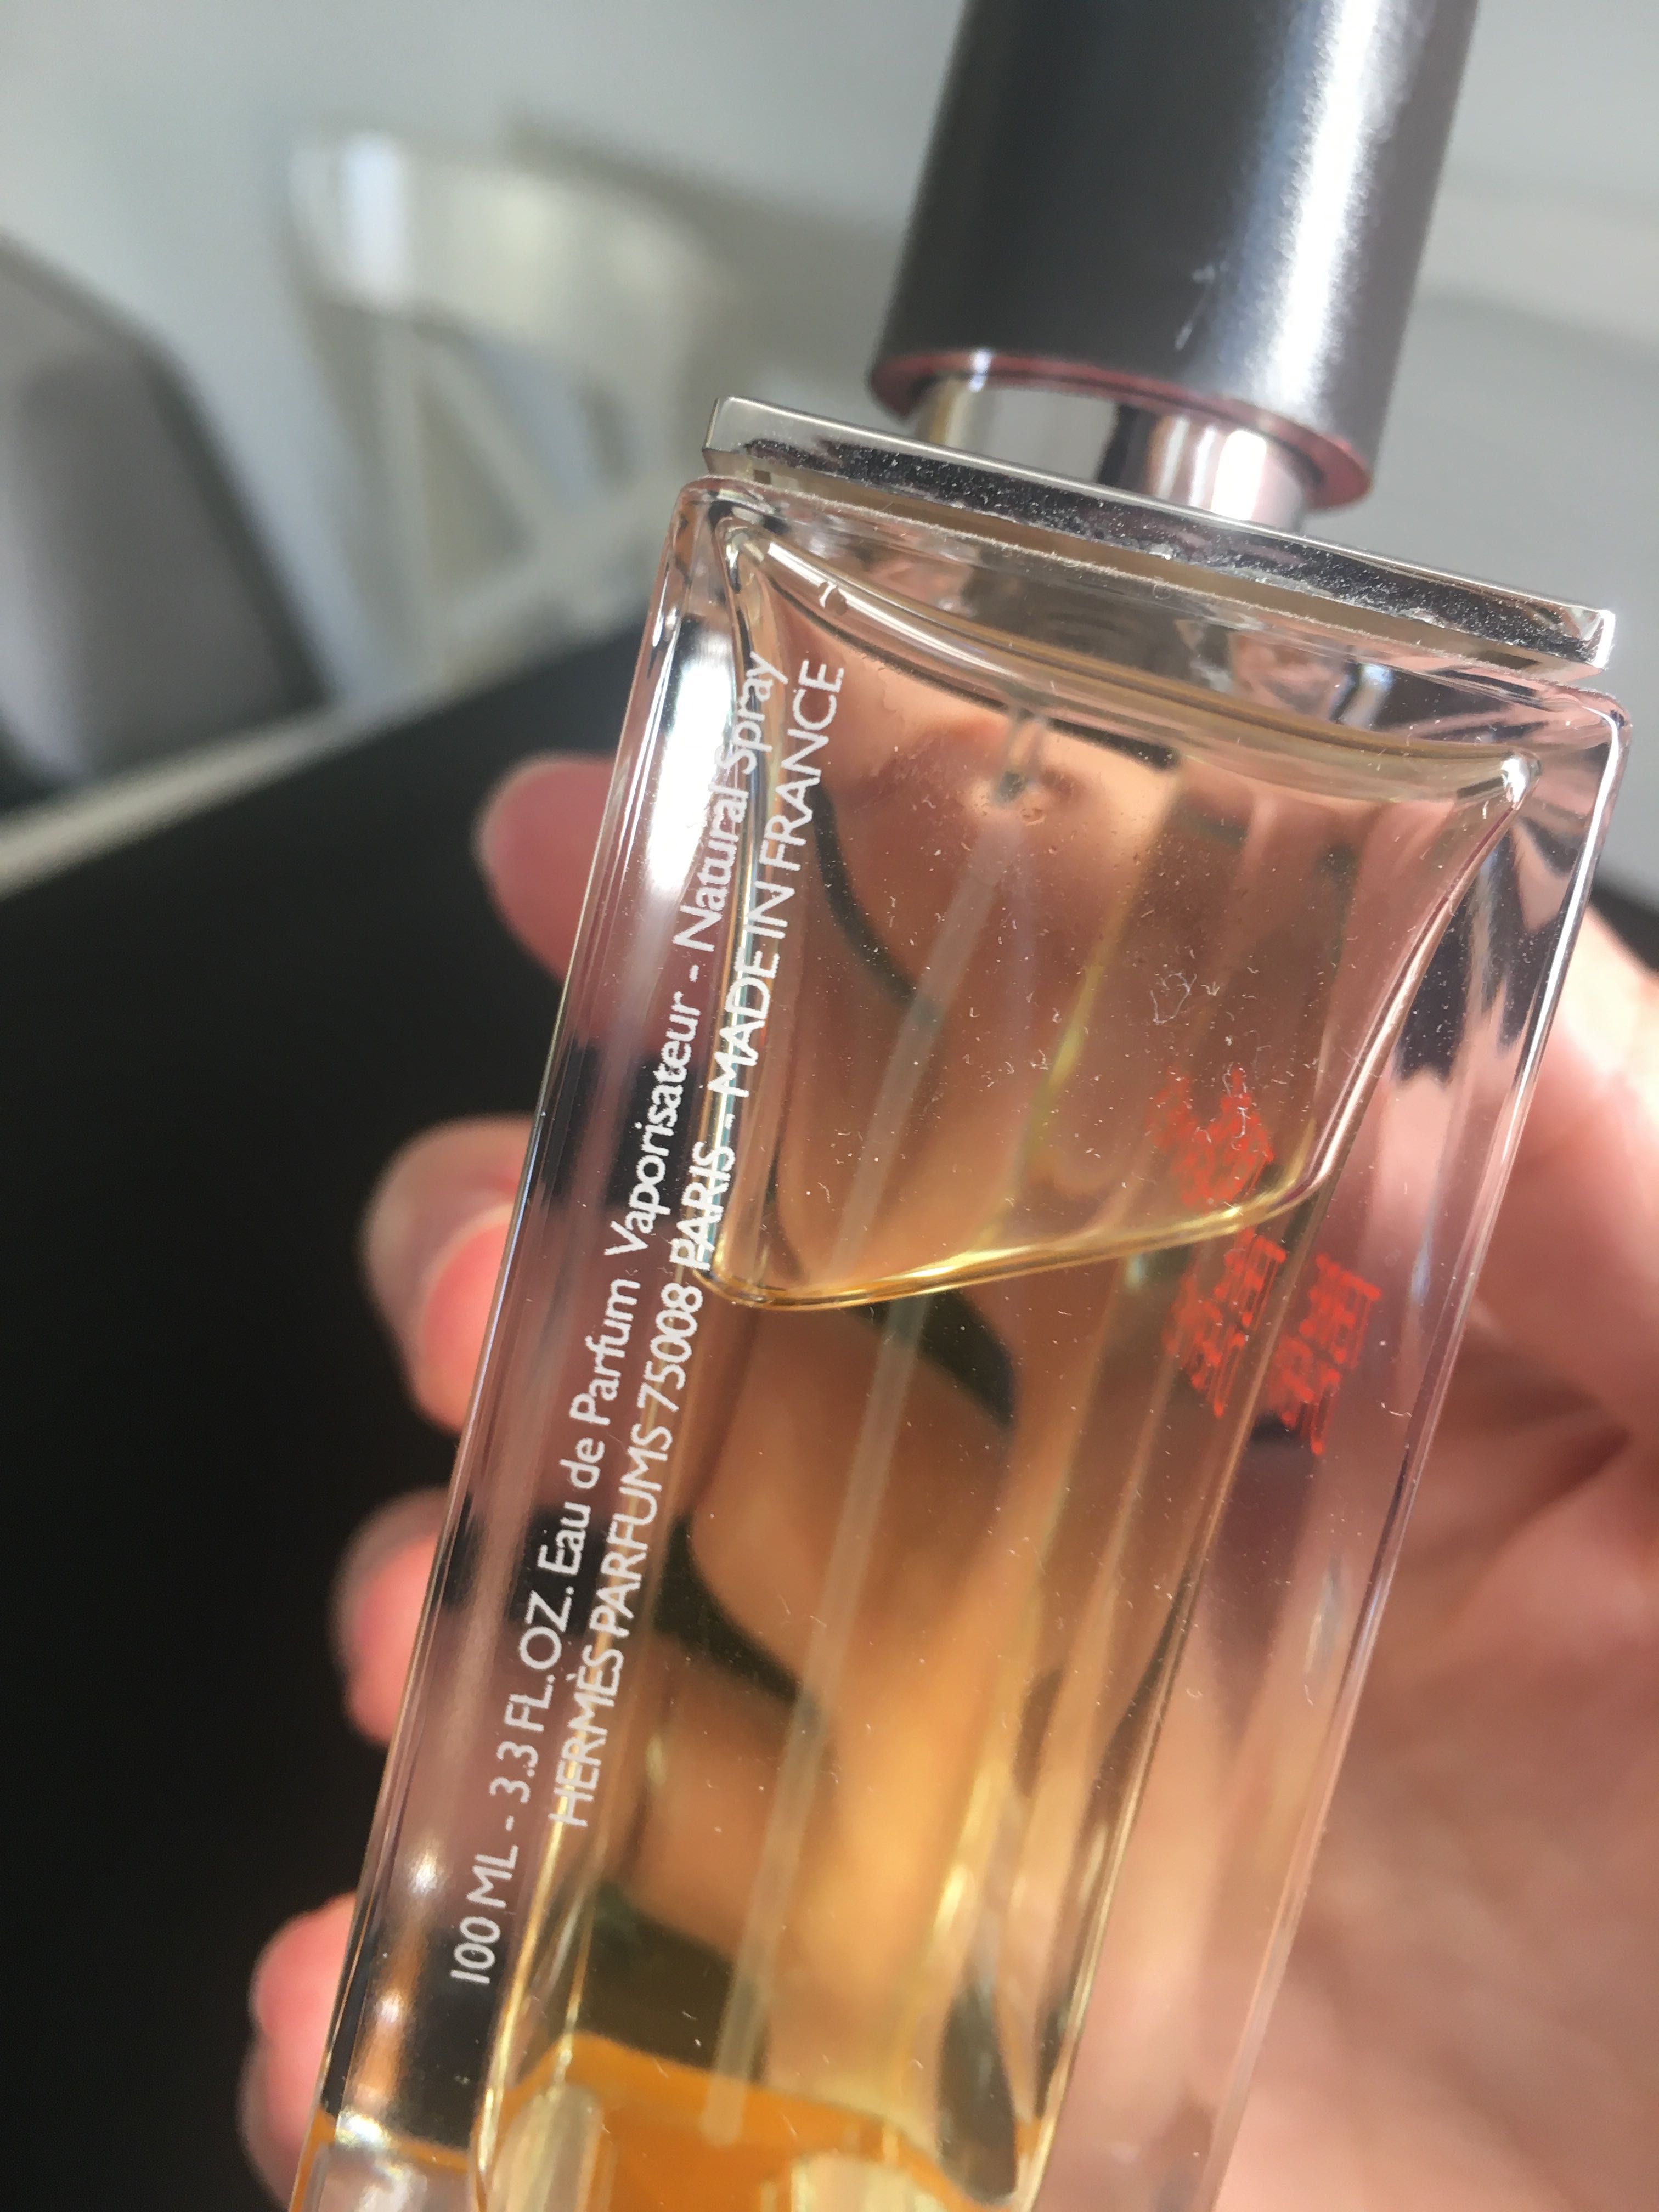 100 ML - 3.3 FL.OZ. Eau de Parfum Vaporisateur - Natural Spray
HERMÈS PARFUMS 75008 PARIS - MADE IN FRANCE